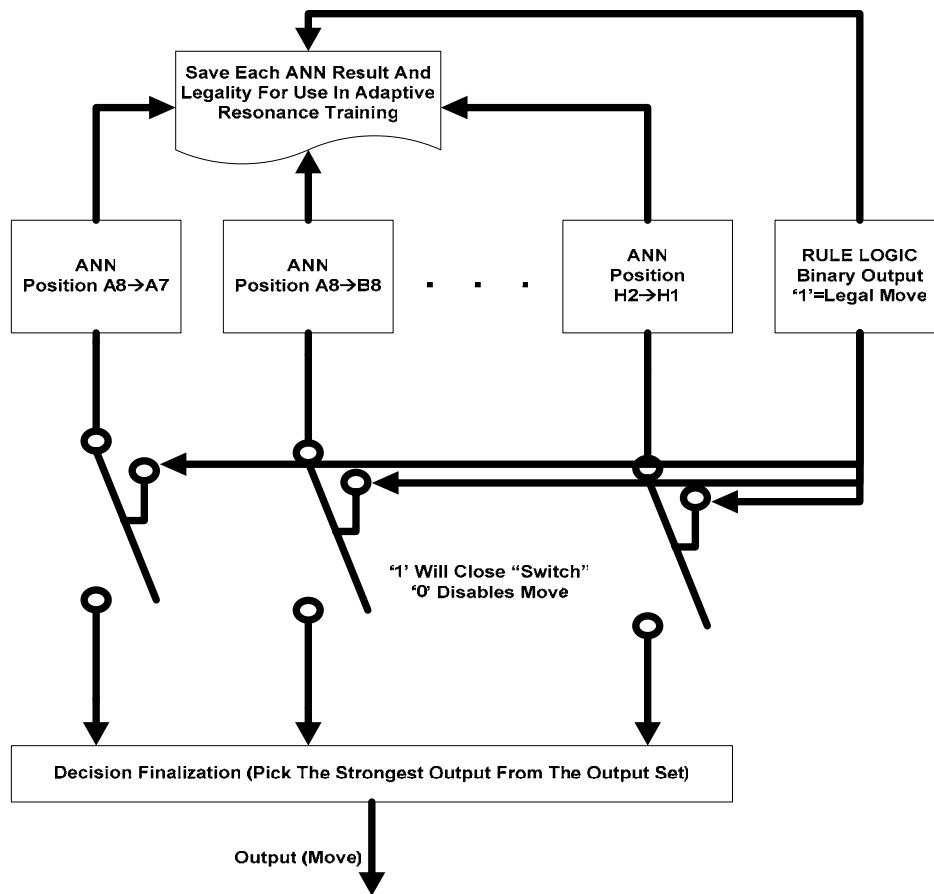 Save Each ANN Result And
Legality For Use In Adaptive
Resonance Training
ANN
Position A8→A7
ANN
Position A8→B8
. . .
ANN
Position
H2→H1
RULE LOGIC
Binary Output
‘1’=Legal Move
‘1’ Will Close “Switch”
‘0’ Disables Move
Decision Finalization (Pick The Strongest Output From The Output Set)
Output (Move)